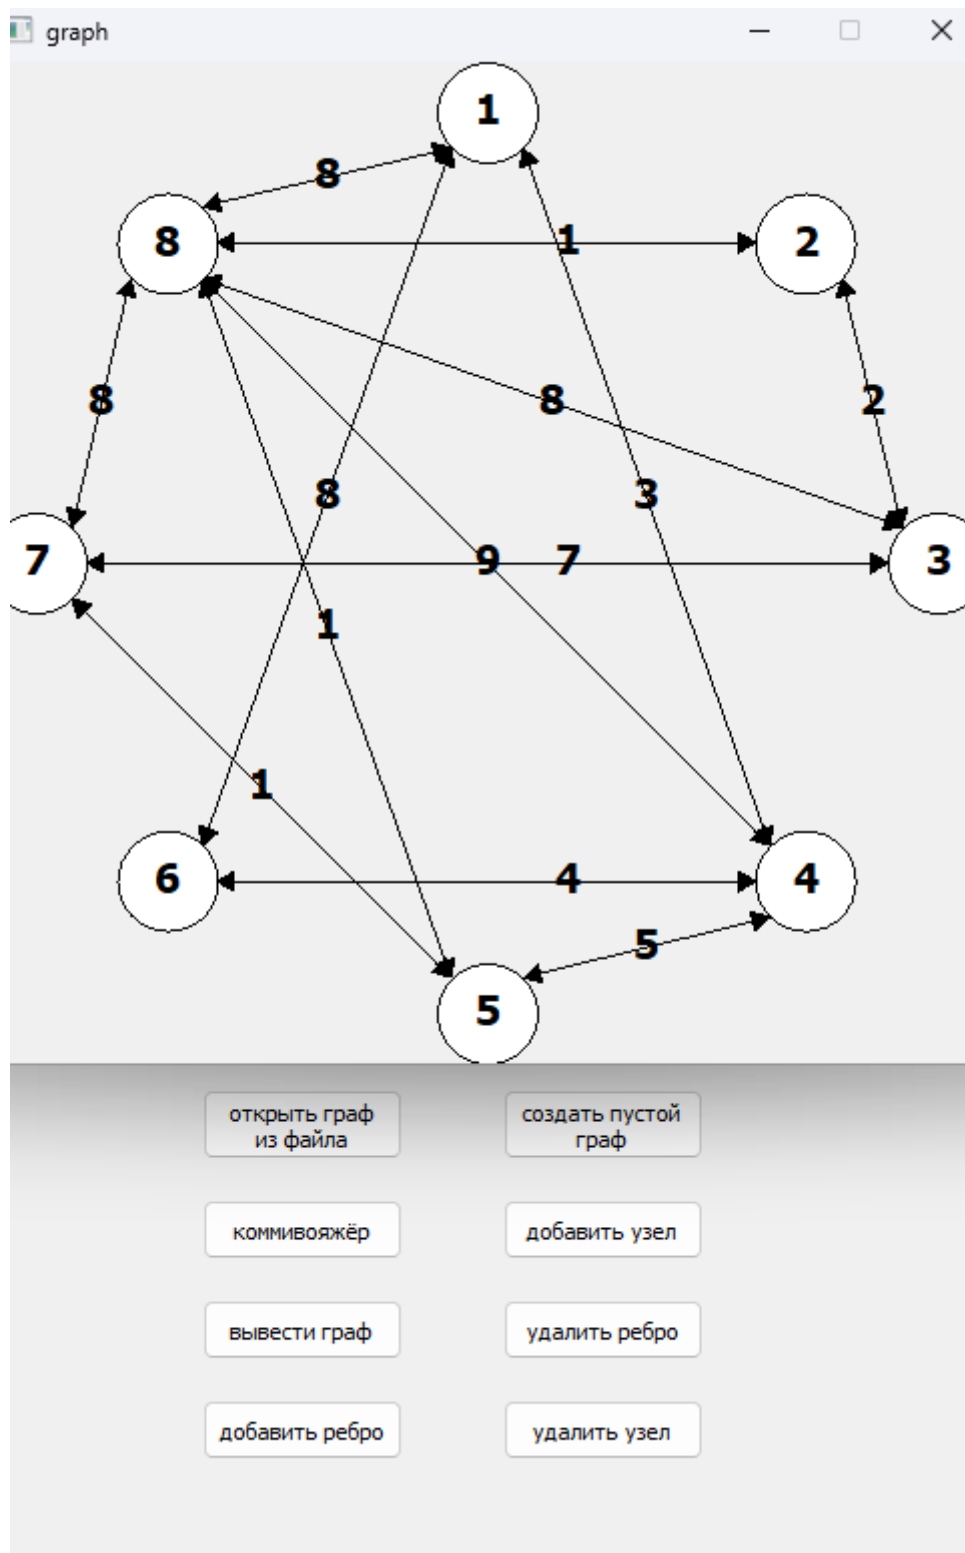 graph
1
8
8
1
2
8
8
2
8
3
7
9
7
3
1
1
6
4
4
5
5
открыть граф
из файла
создать пустой
граф
коммивояжёр
добавить узел
вывести граф
удалить ребро
добавить ребро
удалить узел